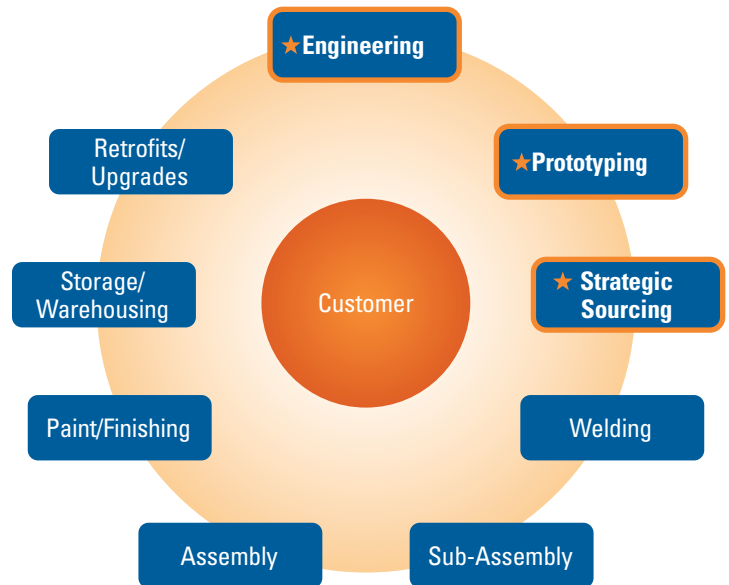 ★Engineering
★Prototyping
★ Strategic
Sourcing
Welding
Sub-Assembly
Assembly
Paint/Finishing
Storage/
Warehousing
Retrofits/
Upgrades
Customer